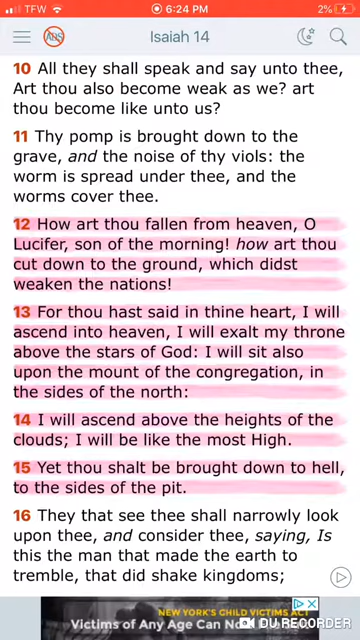 TFW 6:24 PM 2%
ADS Isaiah 14
10 All they shall speak and say unto thee,
Art thou also become weak as we? art
thou become like unto us?
11 Thy pomp is brought down to the
grave, and the noise of thy viols: the
worm is spread under thee, and the
worms cover thee.
12 How art thou fallen from heaven, O
Lucifer, son of the morning! how art thou
cut down to the ground, which didst
weaken the nations!
13 For thou hast said in thine heart, I will
ascend into heaven, I will exalt my throne
above the stars of God: I will sit also
upon the mount of the congregation, in
the sides of the north:
14 I will ascend above the heights of the
clouds; I will be like the most High.
15 Yet thou shalt be brought down to hell,
to the sides of the pit.
16 They that see thee shall narrowly look
upon thee, and consider thee, saying, Is
this the man that made the earth to
tremble, that did shake kingdoms;
NEW YORK'S CHILD VICTIMS ACT
Victims of Any Age Can Now
DU RECORDER